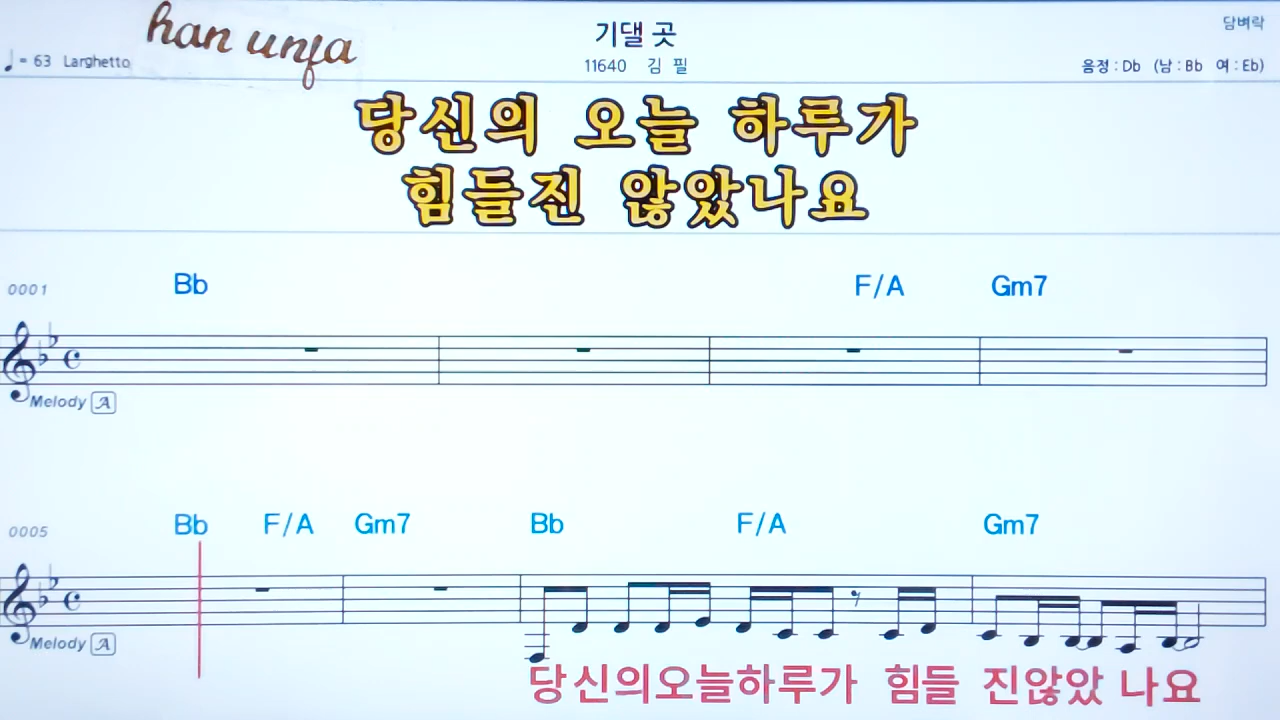 han unfa
기댈 곳
담벼락
♩= 63 Larghetto
11640 김 필
음정 : Db (남 : Bb 여 : Eb)
당신의 오늘 하루가
힘들진 않았나요
0001 Bb F/A Gm7
Melody A
0005 Bb F/A Gm7 Bb F/A Gm7
Melody A
당신의오늘하루가 힘들 진않았 나요